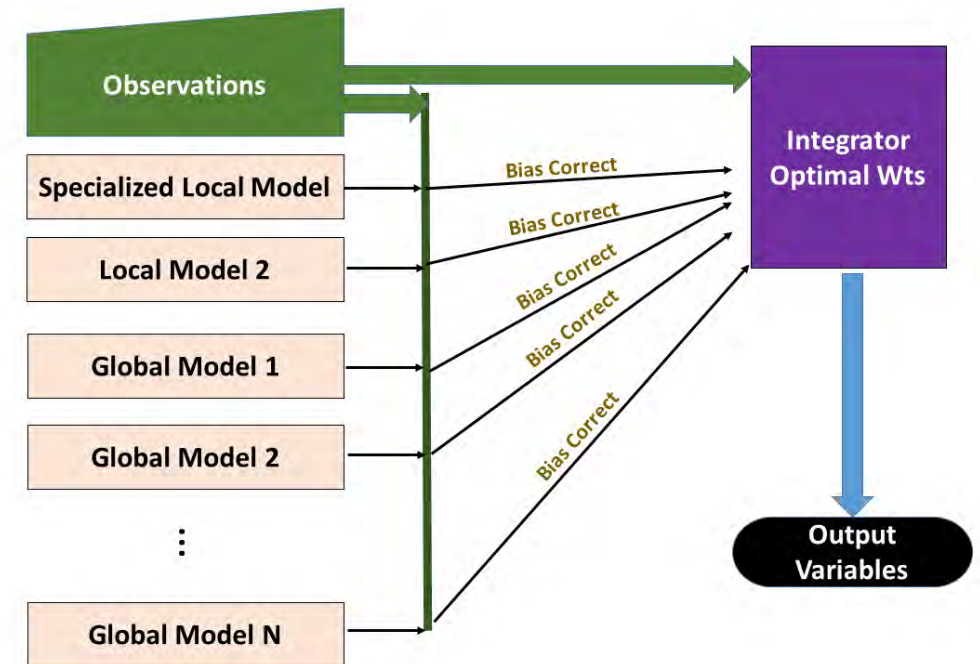 Observations
Specialized Local Model
Local Model 2
Global Model 1
Global Model 2
⋮
Global Model N
Bias Correct
Bias Correct
Bias Correct
Bias Correct
Bias Correct
Integrator
Optimal Wts
Output
Variables